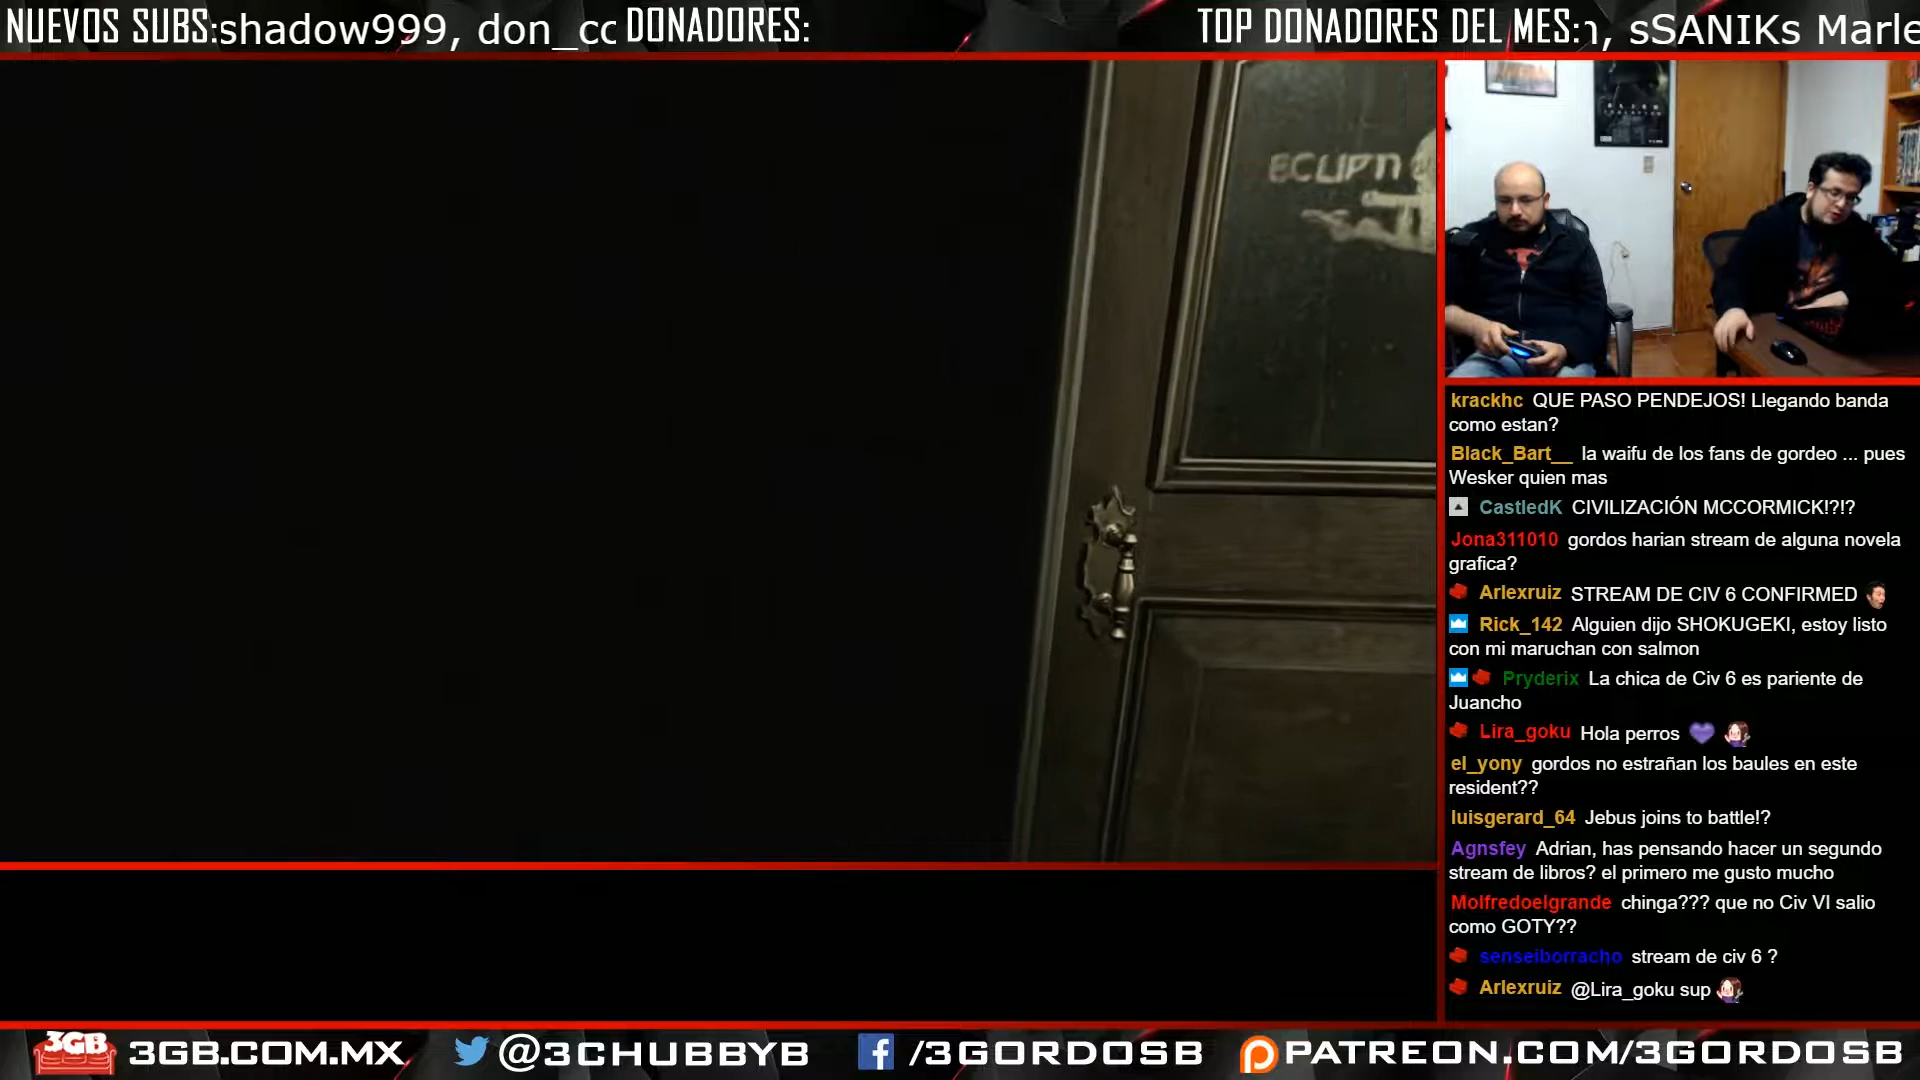 NUEVOS SUBS: shadow999, don_cc DONADORES: TOP DONADORES DEL MES: , sSANIKs Marle
krackhc QUE PASO PENDEJOS! Llegando banda
como estan?
Black_Bart__ la waifu de los fans de gordeo ... pues
Wesker quien mas
CastledK CIVILIZACIÓN MCCORMICK!?!?
Jona311010 gordos harian stream de alguna novela
grafica?
Arlexruiz STREAM DE CIV 6 CONFIRMED
Rick_142 Alguien dijo SHOKUGEKI, estoy listo
con mi maruchan con salmon
Pryderix La chica de Civ 6 es pariente de
Juancho
Lira_goku Hola perros
el_yony gordos no estrañan los baules en este
resident??
luisgerard_64 Jebus joins to battle!?
Agnsfey Adrian, has pensando hacer un segundo
stream de libros? el primero me gusto mucho
Molfredoelgrande chinga??? que no Civ VI salio
como GOTY??
senseiborracho stream de civ 6 ?
Arlexruiz @Lira_goku sup
3GB 3GB.COM.MX @3CHUBBYB /3GORDOSB PATREON.COM/3GORDOSB